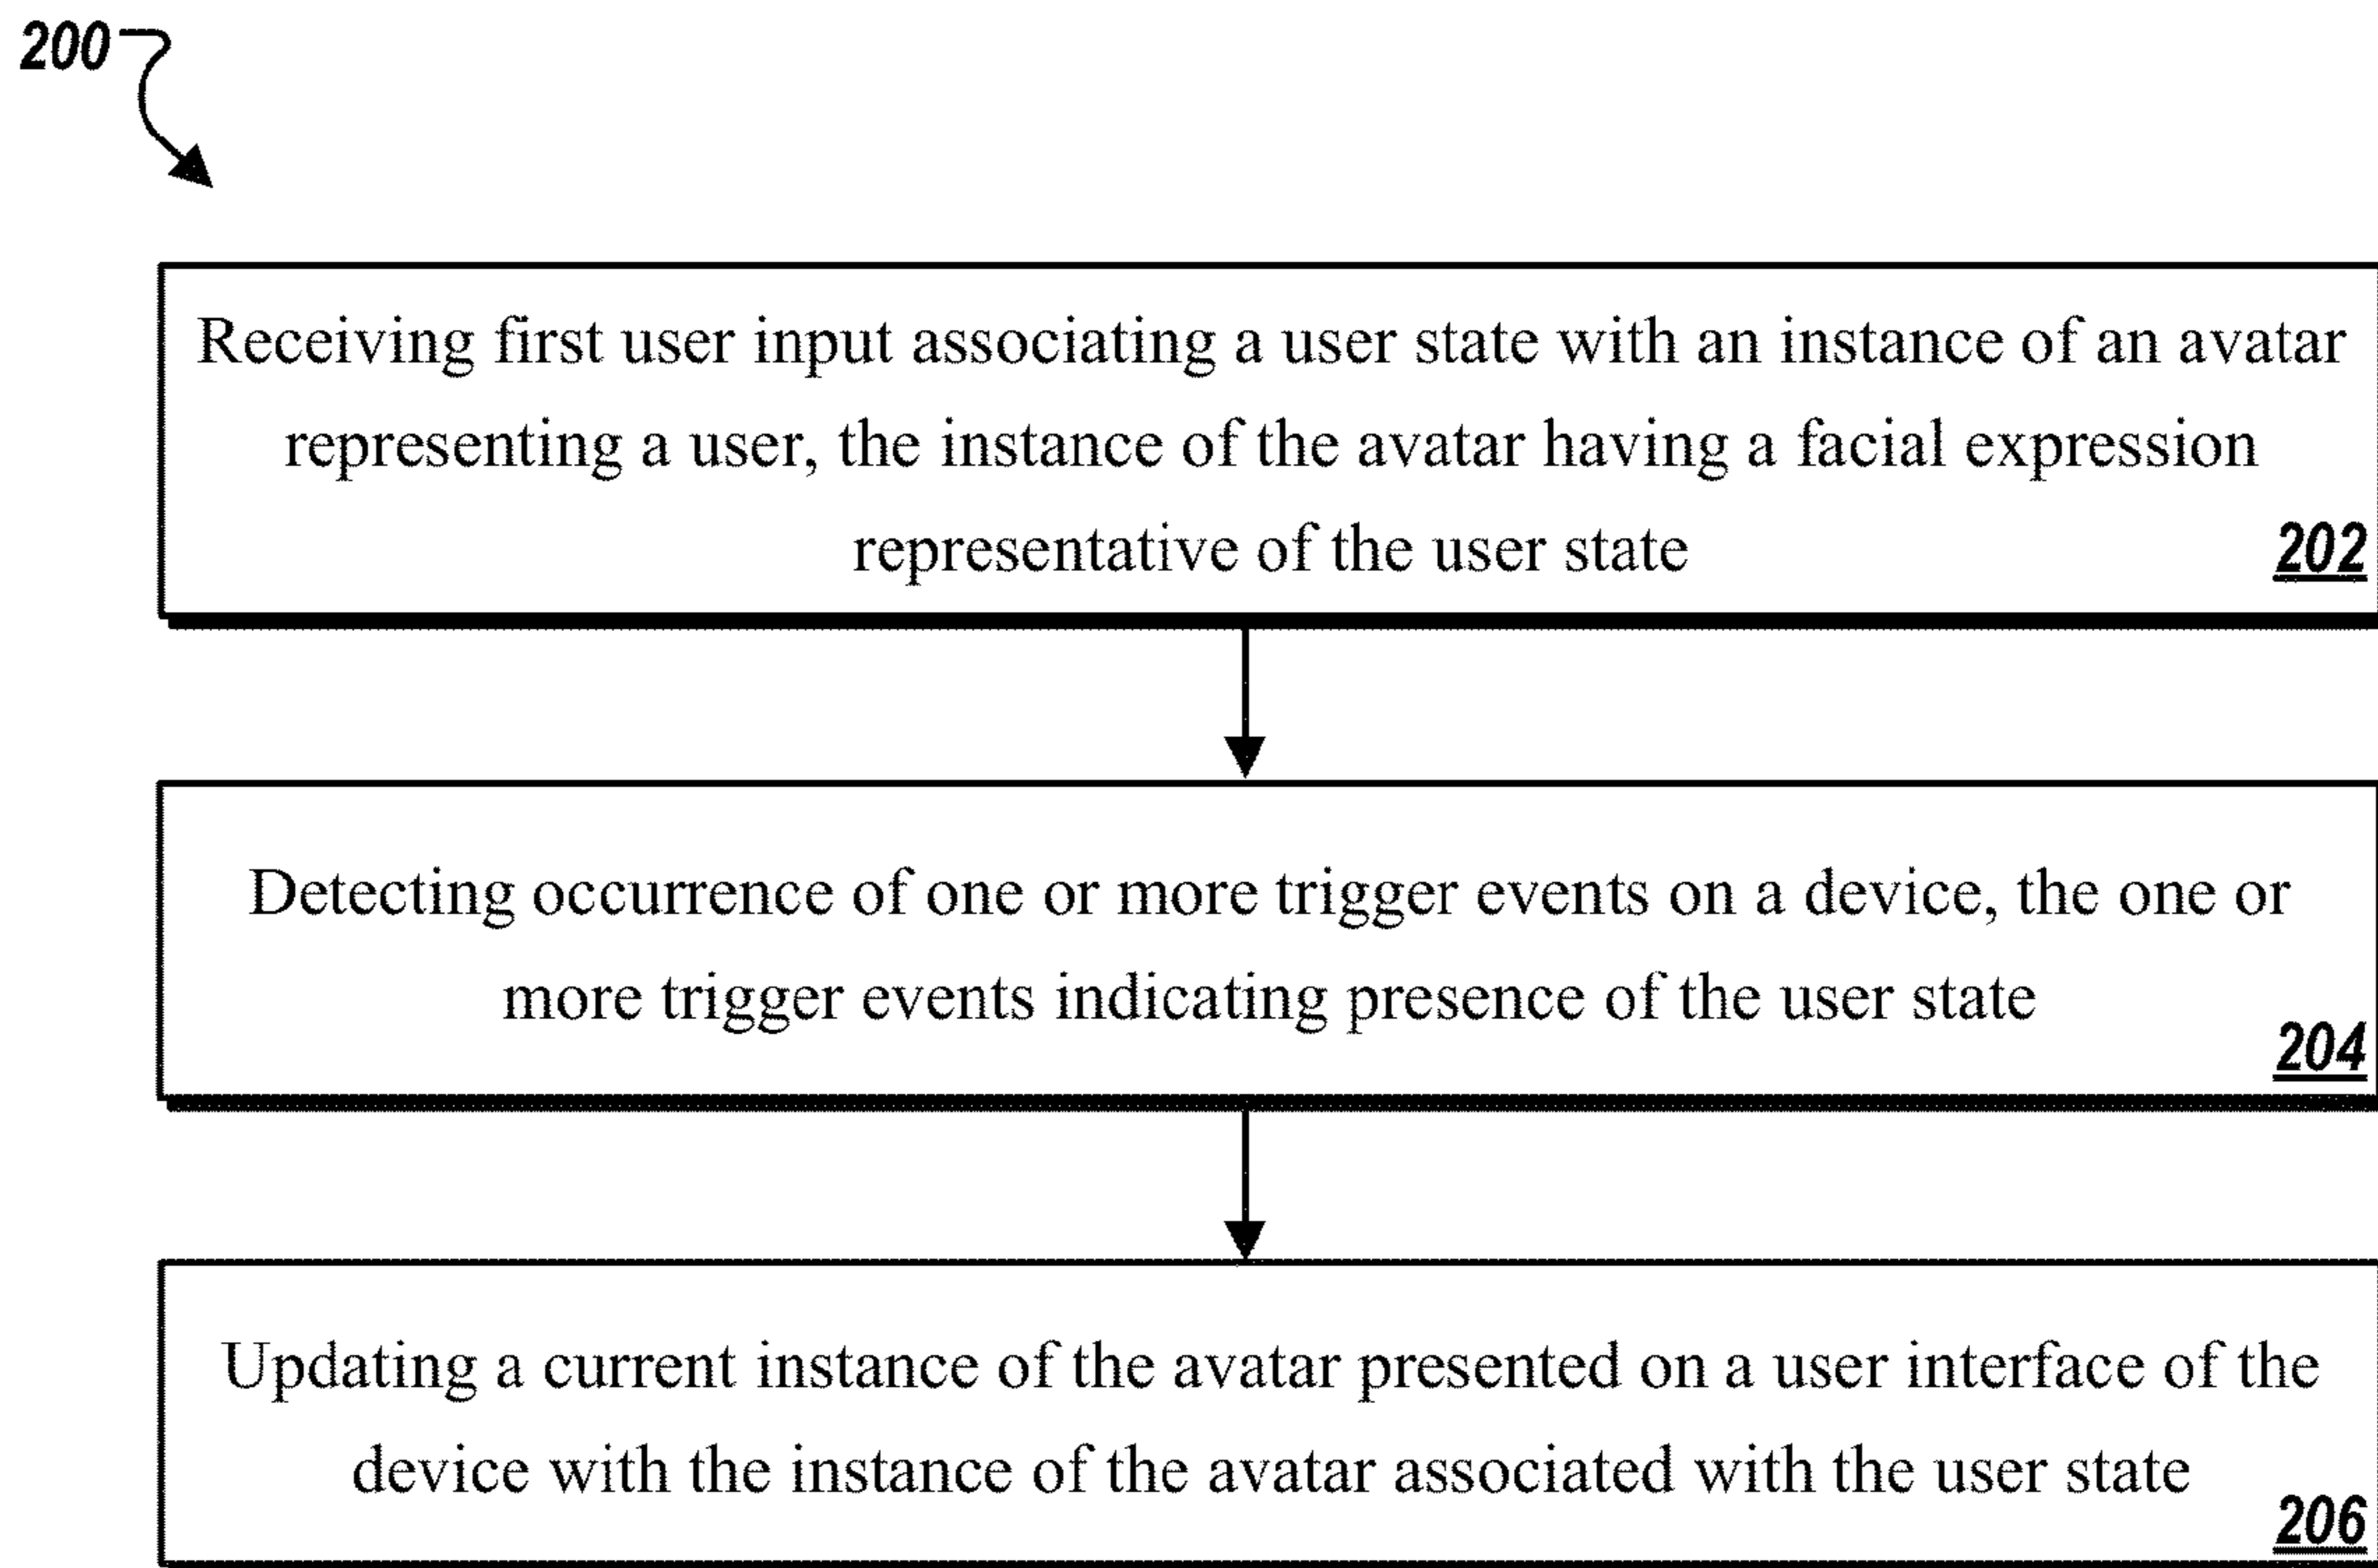 200
Receiving first user input associating a user state with an instance of an avatar
representing a user, the instance of the avatar having a facial expression
representative of the user state
202
Detecting occurrence of one or more trigger events on a device, the one or
more trigger events indicating presence of the user state
204
Updating a current instance of the avatar presented on a user interface of the
device with the instance of the avatar associated with the user state
206